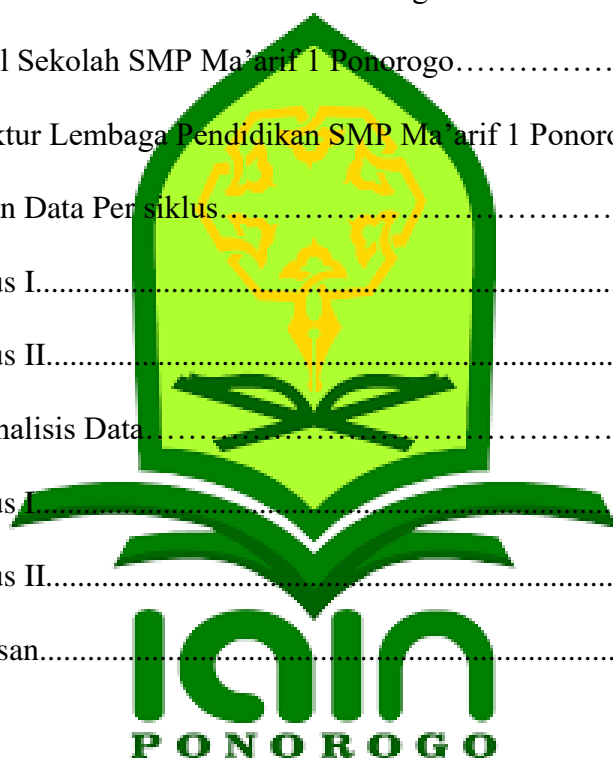 l Sekolah SMP Ma’arif 1 Ponorogo……………
ktur Lembaga Pendidikan SMP Ma’arif 1 Ponoro
n Data Per siklus……………………………………
us I......................................................................
us II.....................................................................
nalisis Data……………………………………………
us I......................................................................
us II.....................................................................
san......................................................................
iain
PONOROGO